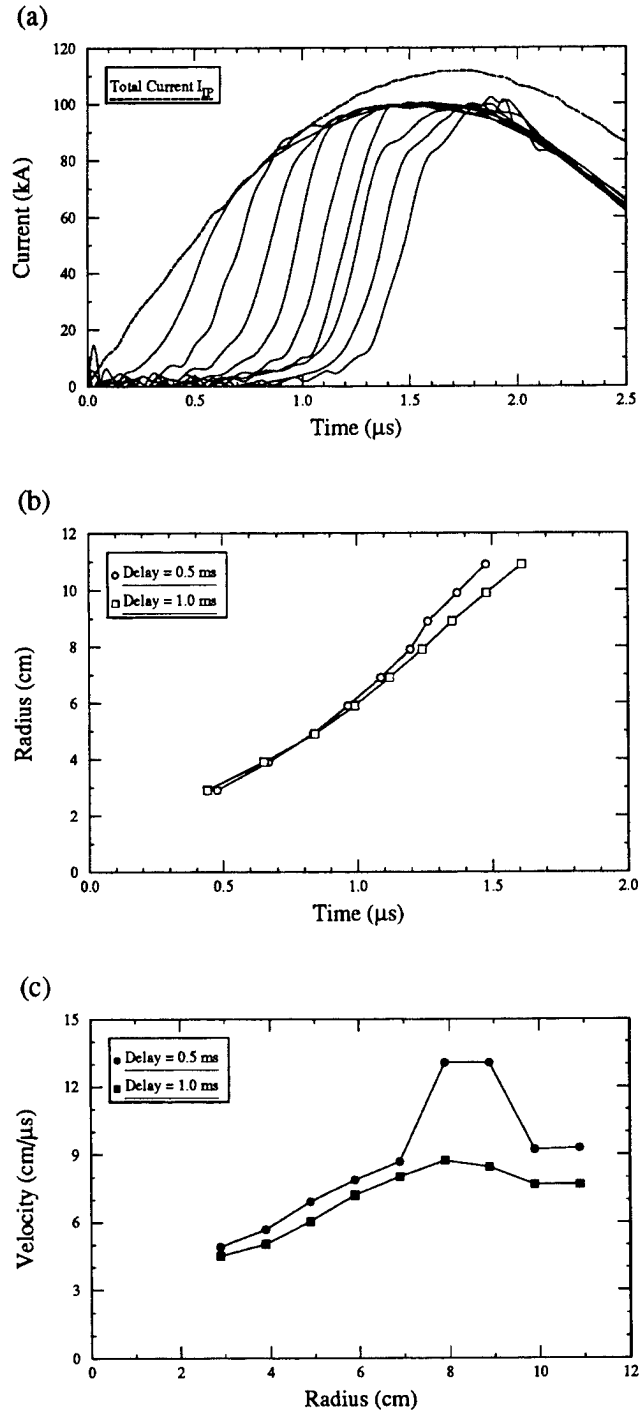 (a)
120
100
80
60
40
20
0
Current (kA)
Total Current I_IP
0.0 0.5 1.0 1.5 2.0 2.5
Time (μs)
(b)
12
10
8
6
4
2
0
Radius (cm)
Delay = 0.5 ms
Delay = 1.0 ms
0.0 0.5 1.0 1.5 2.0
Time (μs)
(c)
15
12
9
6
3
0
Velocity (cm/μs)
Delay = 0.5 ms
Delay = 1.0 ms
0 2 4 6 8 10 12
Radius (cm)